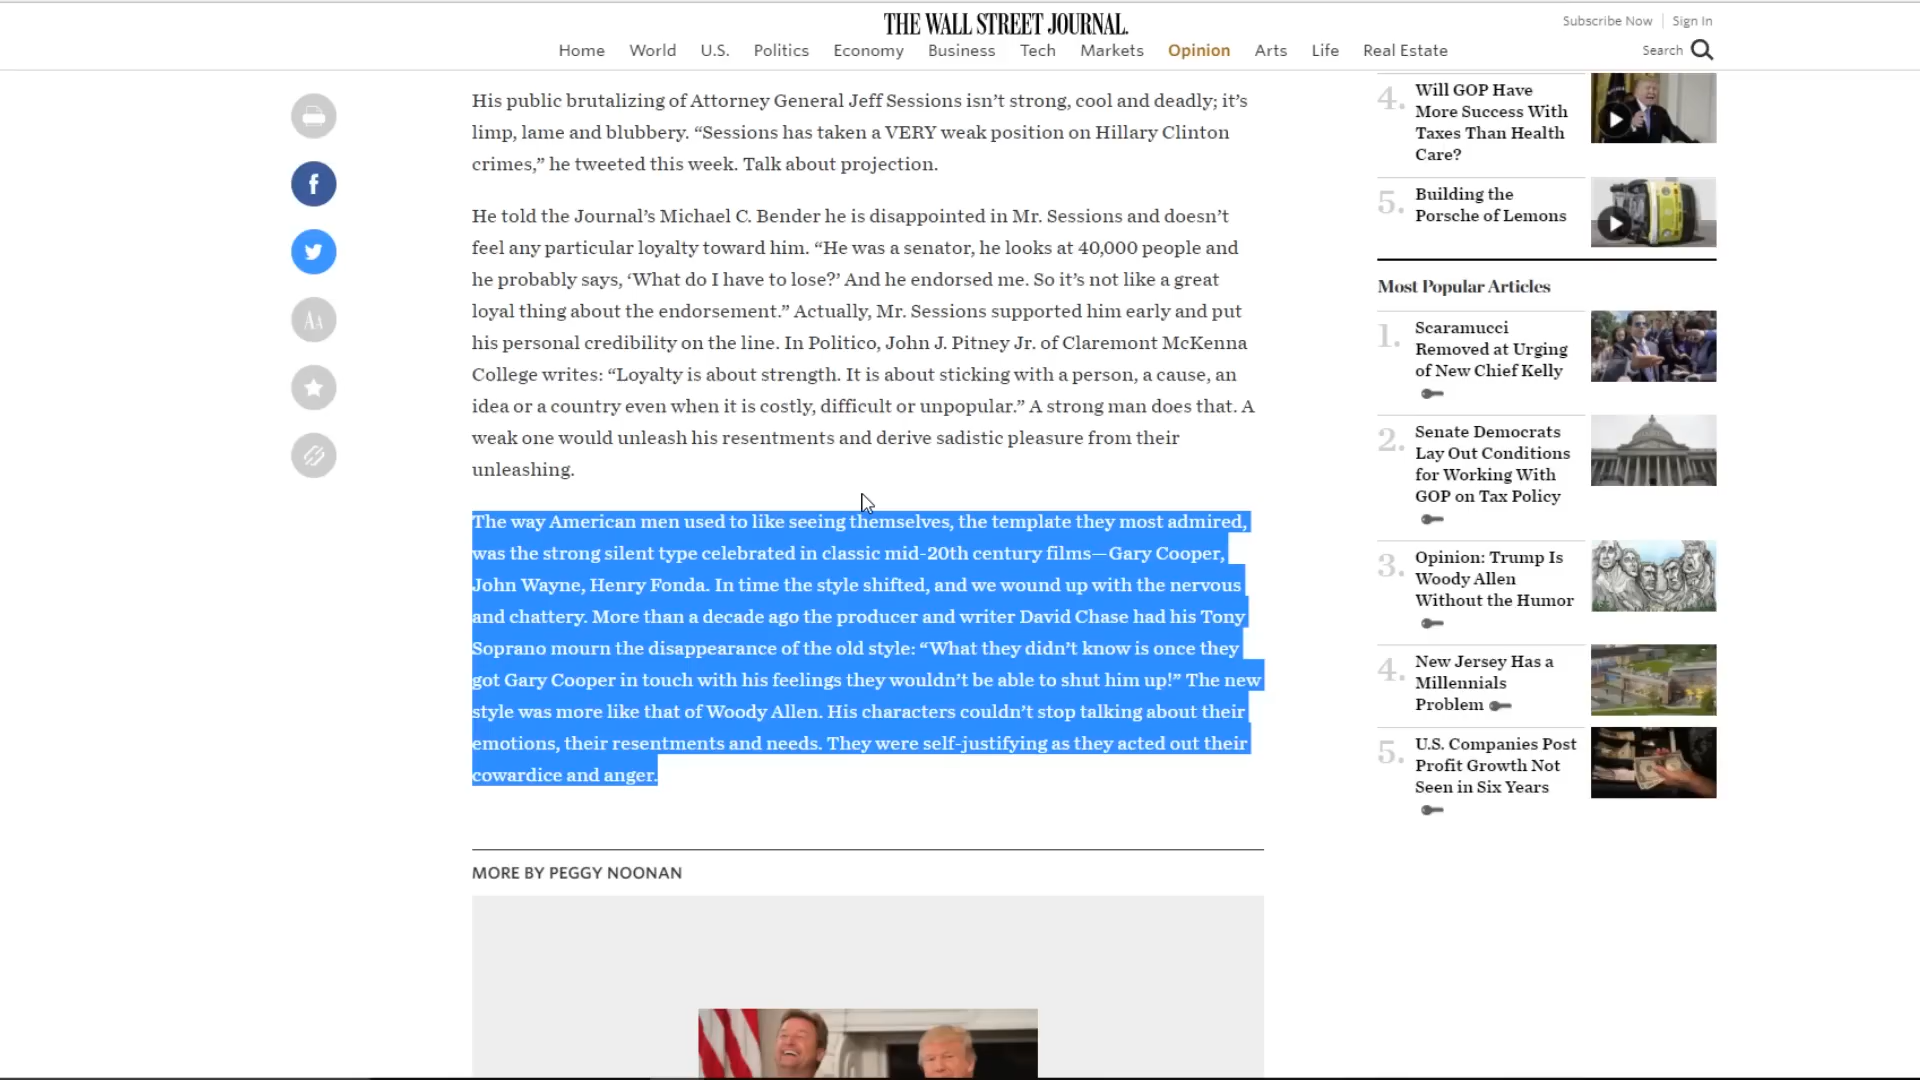 THE WALL STREET JOURNAL.
Subscribe Now | Sign In
Home World U.S. Politics Economy Business Tech Markets Opinion Arts Life Real Estate
Search
His public brutalizing of Attorney General Jeff Sessions isn’t strong, cool and deadly; it’s
limp, lame and blubbery. “Sessions has taken a VERY weak position on Hillary Clinton
crimes,” he tweeted this week. Talk about projection.
He told the Journal’s Michael C. Bender he is disappointed in Mr. Sessions and doesn’t
feel any particular loyalty toward him. “He was a senator, he looks at 40,000 people and
he probably says, ‘What do I have to lose?’ And he endorsed me. So it’s not like a great
loyal thing about the endorsement.” Actually, Mr. Sessions supported him early and put
his personal credibility on the line. In Politico, John J. Pitney Jr. of Claremont McKenna
College writes: “Loyalty is about strength. It is about sticking with a person, a cause, an
idea or a country even when it is costly, difficult or unpopular.” A strong man does that. A
weak one would unleash his resentments and derive sadistic pleasure from their
unleashing.
The way American men used to like seeing themselves, the template they most admired,
was the strong silent type celebrated in classic mid-20th century films—Gary Cooper,
John Wayne, Henry Fonda. In time the style shifted, and we wound up with the nervous
and chattery. More than a decade ago the producer and writer David Chase had his Tony
Soprano mourn the disappearance of the old style: “What they didn’t know is once they
got Gary Cooper in touch with his feelings they wouldn’t be able to shut him up!” The new
style was more like that of Woody Allen. His characters couldn’t stop talking about their
emotions, their resentments and needs. They were self-justifying as they acted out their
cowardice and anger.
MORE BY PEGGY NOONAN
f
AA
4. Will GOP Have
More Success With
Taxes Than Health
Care?
5. Building the
Porsche of Lemons
Most Popular Articles
1. Scaramucci
Removed at Urging
of New Chief Kelly
2. Senate Democrats
Lay Out Conditions
for Working With
GOP on Tax Policy
3. Opinion: Trump Is
Woody Allen
Without the Humor
4. New Jersey Has a
Millennials
Problem
5. U.S. Companies Post
Profit Growth Not
Seen in Six Years